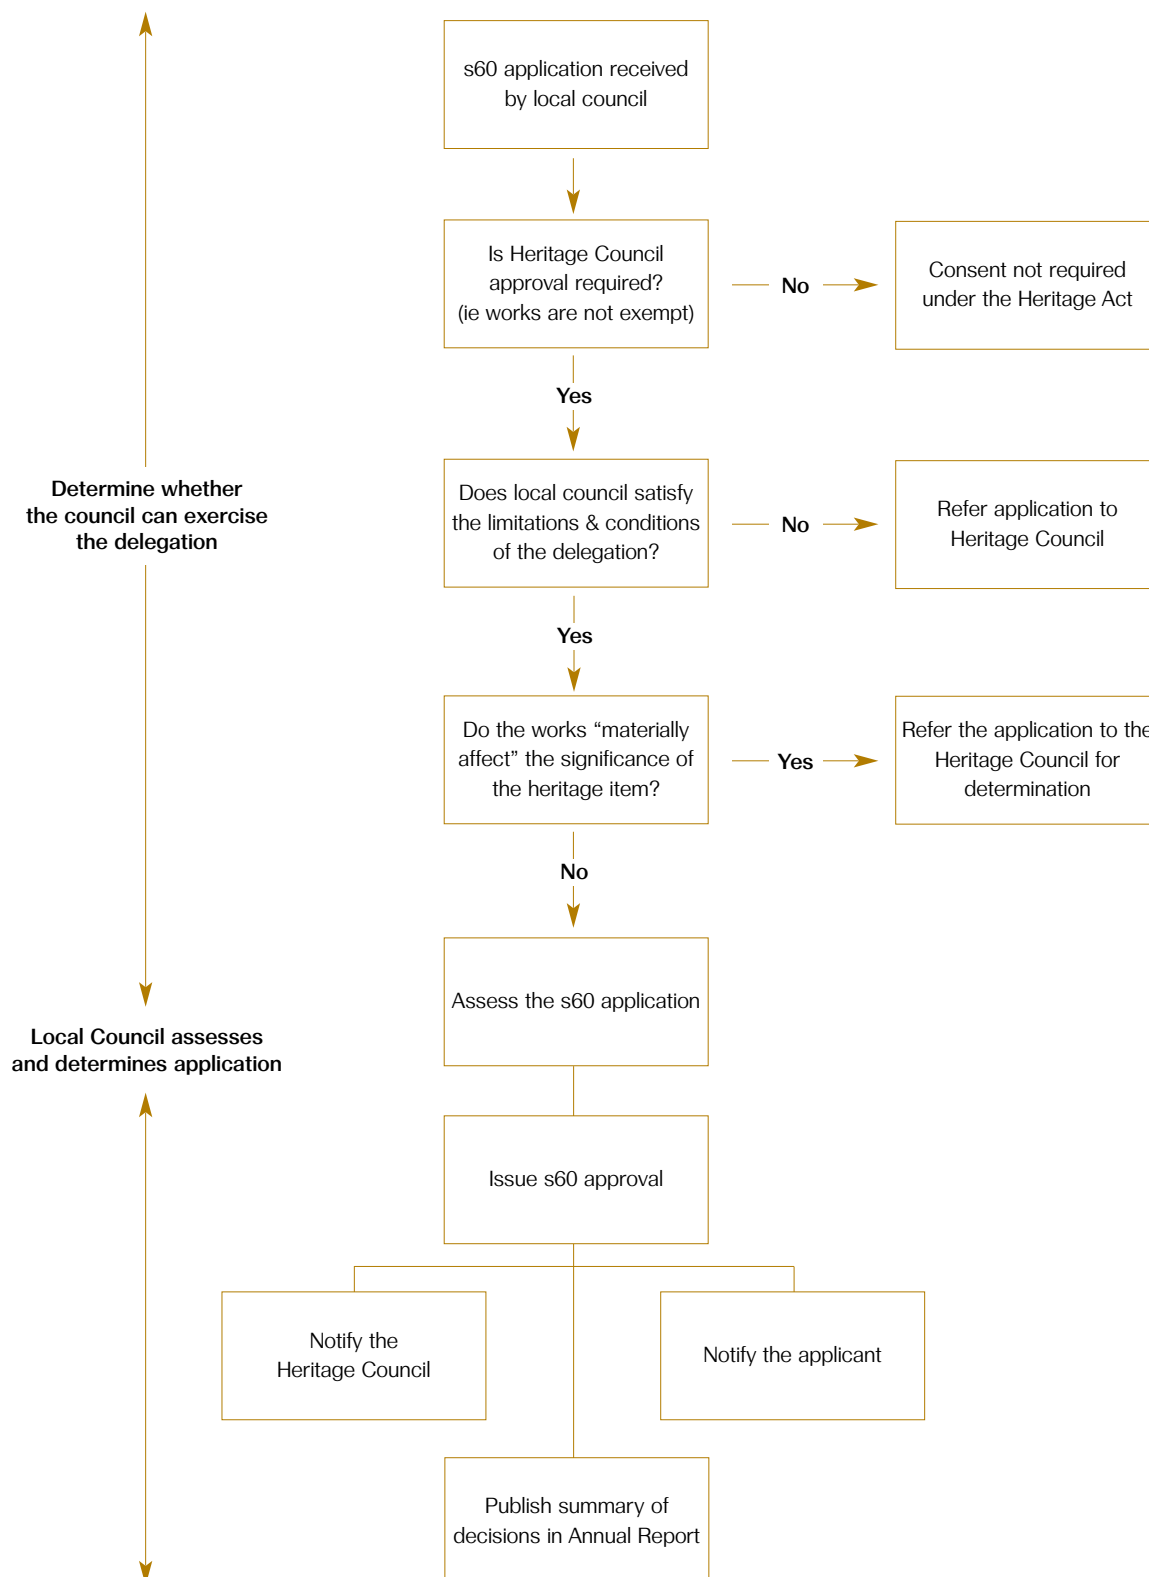 s60 application received
by local council
Is Heritage Council
approval required?
(ie works are not exempt)
No
Consent not required
under the Heritage Act
Yes
Determine whether
the council can exercise
the delegation
Does local council satisfy
the limitations & conditions
of the delegation?
No
Refer application to
Heritage Council
Yes
Do the works “materially
affect” the significance of
the heritage item?
Yes
Refer the application to the
Heritage Council for
determination
No
Assess the s60 application
Local Council assesses
and determines application
Issue s60 approval
Notify the
Heritage Council
Notify the applicant
Publish summary of
decisions in Annual Report